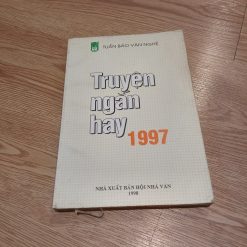 TUẦN BÁO VĂN NGHỆ
Truyện
ngắn
hay
1997
NHÀ XUẤT BẢN HỘI NHÀ VĂN
1998